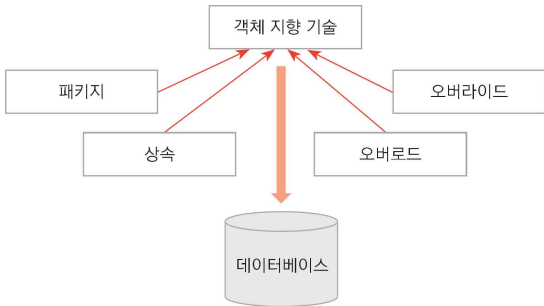 객체 지향 기술
패키지
오버라이드
상속
오버로드
데이터베이스